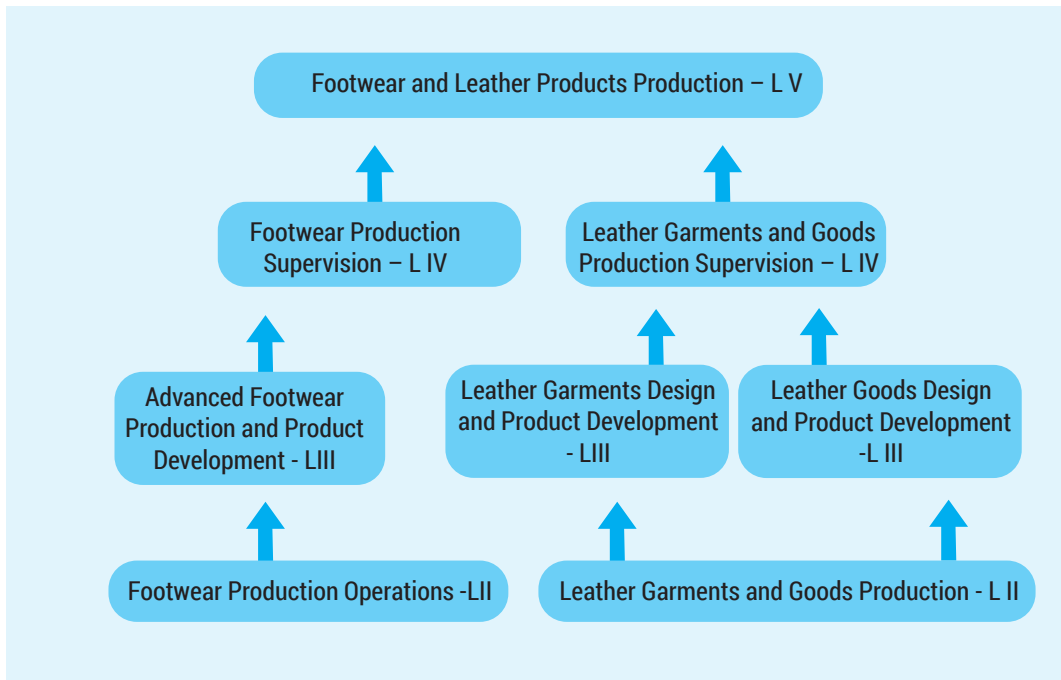 Footwear and Leather Products Production – L V
Footwear Production
Supervision – L IV
Leather Garments and Goods
Production Supervision – L IV
Advanced Footwear
Production and Product
Development - LIII
Leather Garments Design
and Product Development
- LIII
Leather Goods Design
and Product Development
-L III
Footwear Production Operations -LII
Leather Garments and Goods Production - L II